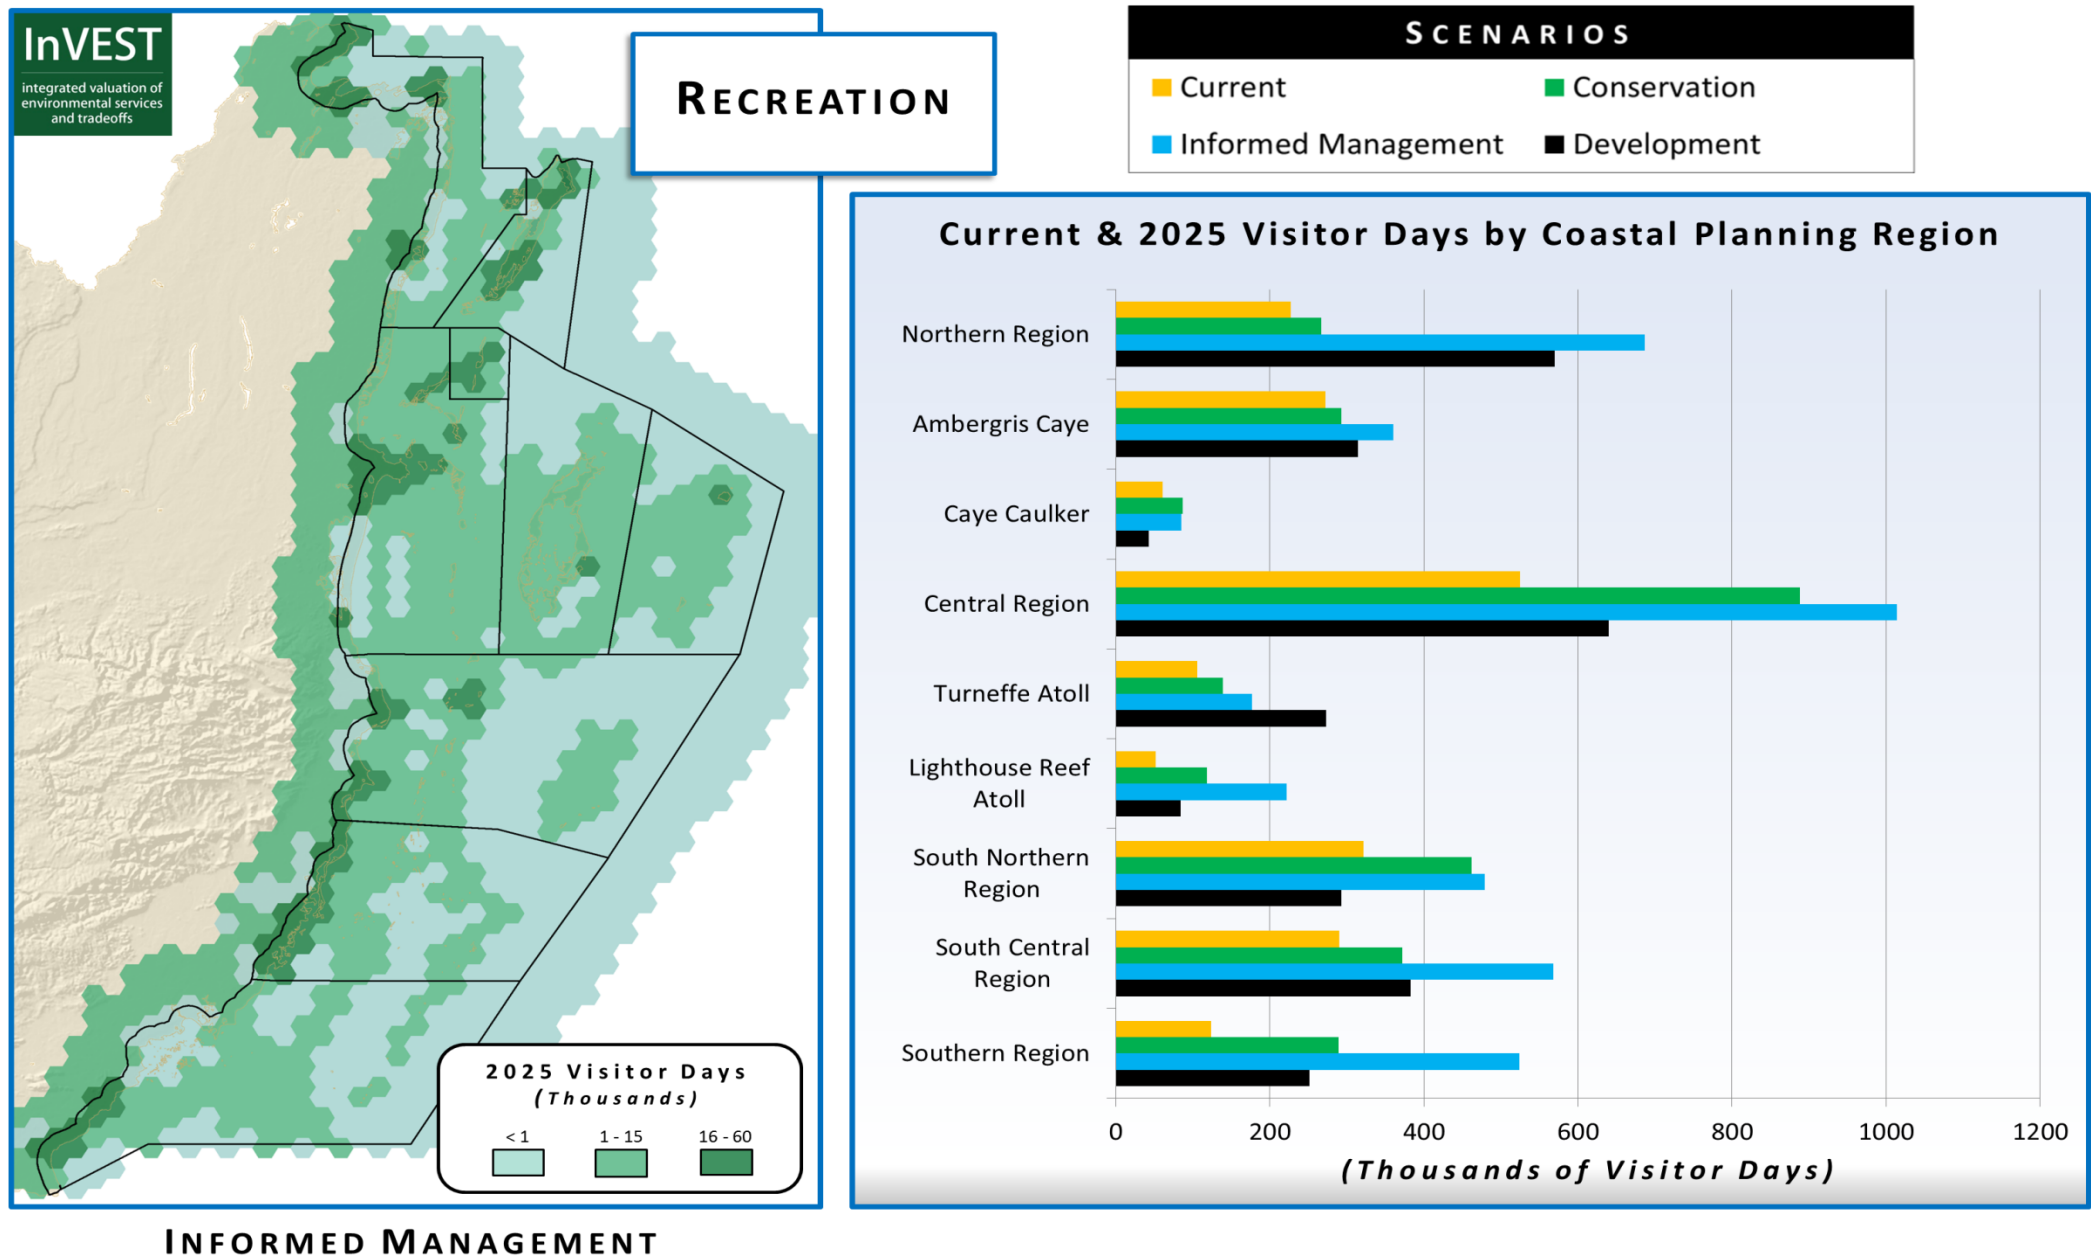 InVEST
integrated valuation of
environmental services
and tradeoffs
RECREATION
SCENARIOS
Current
Conservation
Informed Management
Development
Current & 2025 Visitor Days by Coastal Planning Region
Northern Region
Ambergris Caye
Caye Caulker
Central Region
Turneffe Atoll
Lighthouse Reef
Atoll
South Northern
Region
South Central
Region
Southern Region
0 200 400 600 800 1000 1200
(Thousands of Visitor Days)
2025 Visitor Days
(Thousands)
< 1 1 - 15 16 - 60
INFORMED MANAGEMENT